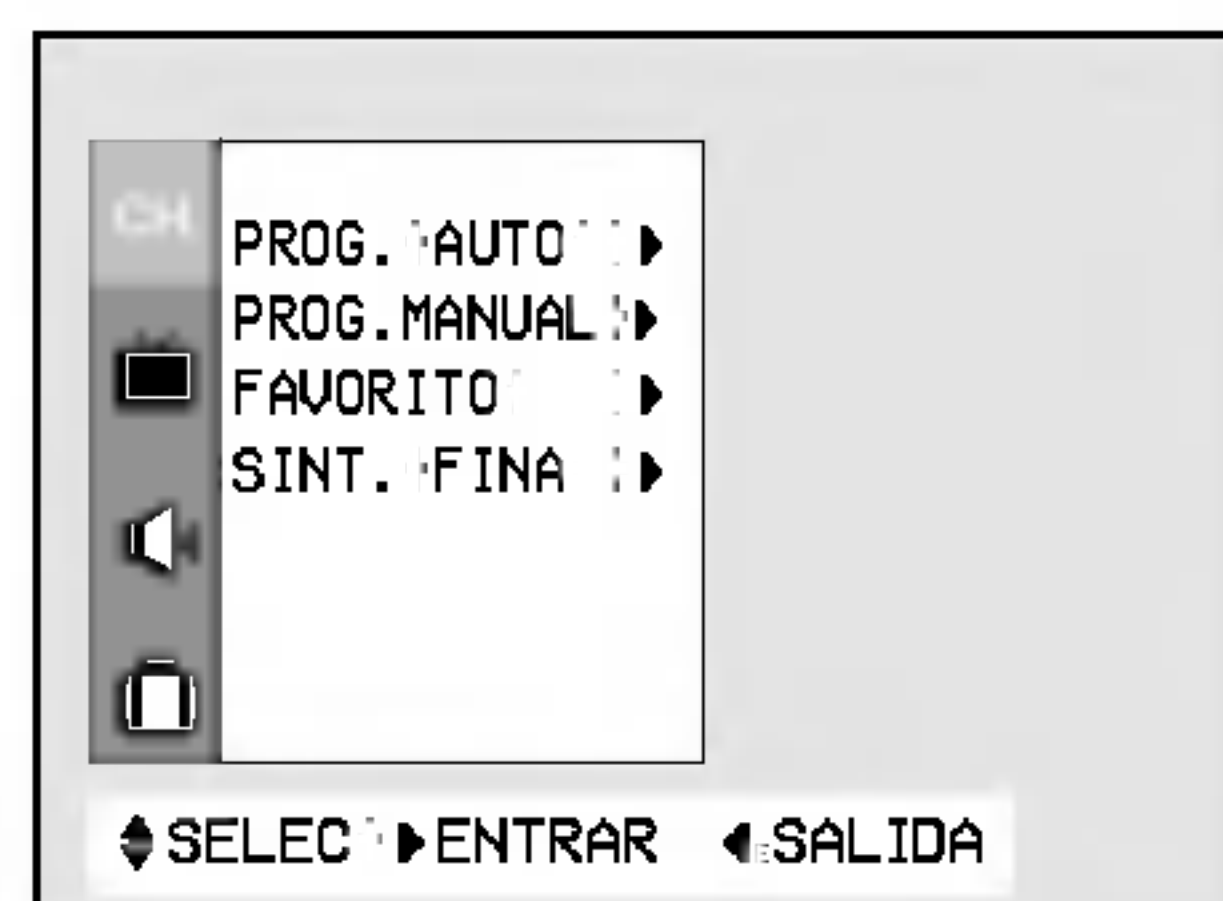 CH
PROG. AUTO
PROG.MANUAL
FAVORITO
SINT. FINA
SELEC ENTRAR SALIDA